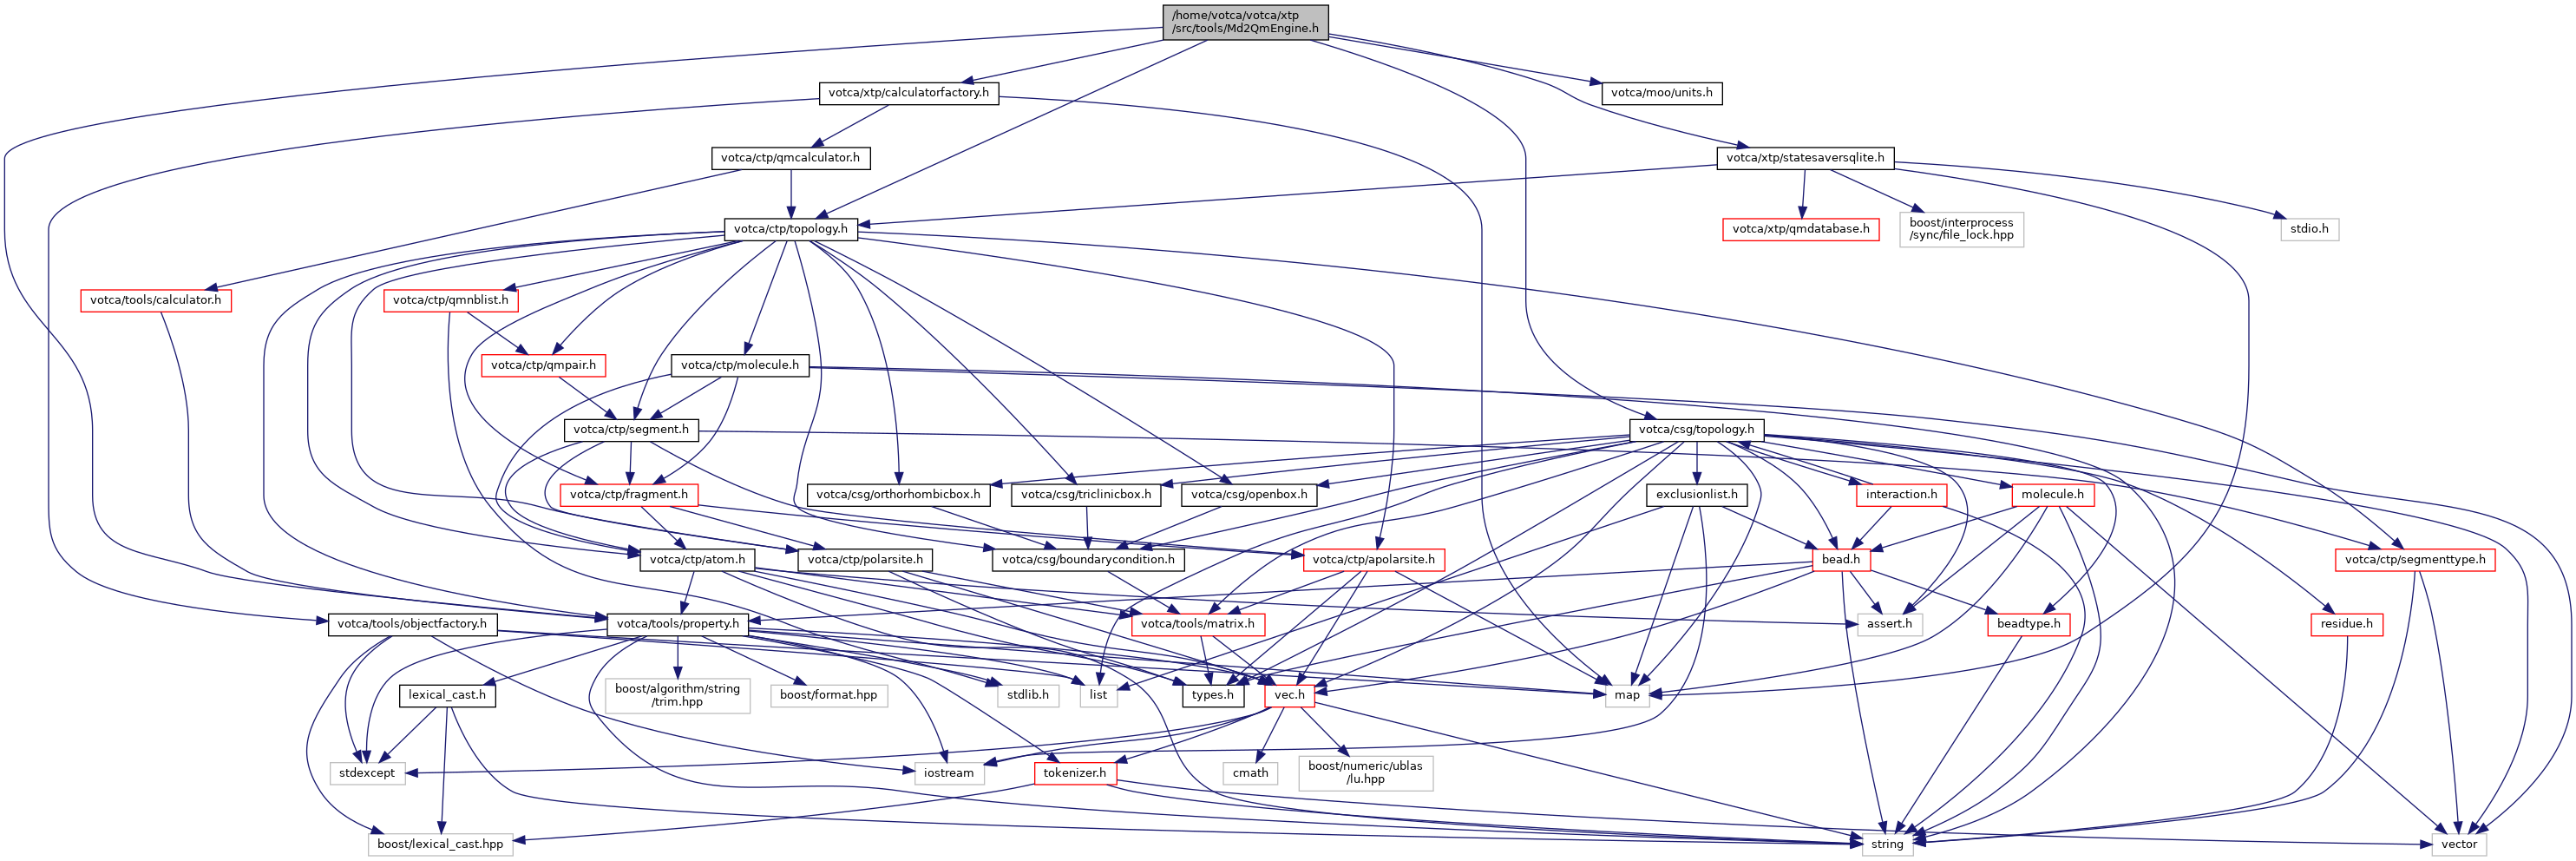 /home/votca/votca/xtp
/src/tools/Md2QmEngine.h
votca/xtp/calculatorfactory.h
votca/moo/units.h
votca/ctp/qmcalculator.h
votca/xtp/statesaversqlite.h
votca/ctp/topology.h
votca/xtp/qmdatabase.h
boost/interprocess
/sync/file_lock.hpp
stdio.h
votca/tools/calculator.h
votca/ctp/qmnblist.h
votca/ctp/qmpair.h
votca/ctp/molecule.h
votca/ctp/segment.h
votca/csg/topology.h
votca/ctp/fragment.h
votca/csg/orthorhombicbox.h
votca/csg/triclinicbox.h
votca/csg/openbox.h
exclusionlist.h
interaction.h
molecule.h
votca/ctp/atom.h
votca/ctp/polarsite.h
votca/csg/boundarycondition.h
votca/ctp/apolarsite.h
bead.h
votca/ctp/segmenttype.h
votca/tools/objectfactory.h
votca/tools/property.h
votca/tools/matrix.h
assert.h
beadtype.h
residue.h
lexical_cast.h
boost/algorithm/string
/trim.hpp
boost/format.hpp
stdlib.h
list
types.h
vec.h
map
stdexcept
iostream
tokenizer.h
cmath
boost/numeric/ublas
/lu.hpp
boost/lexical_cast.hpp
string
vector